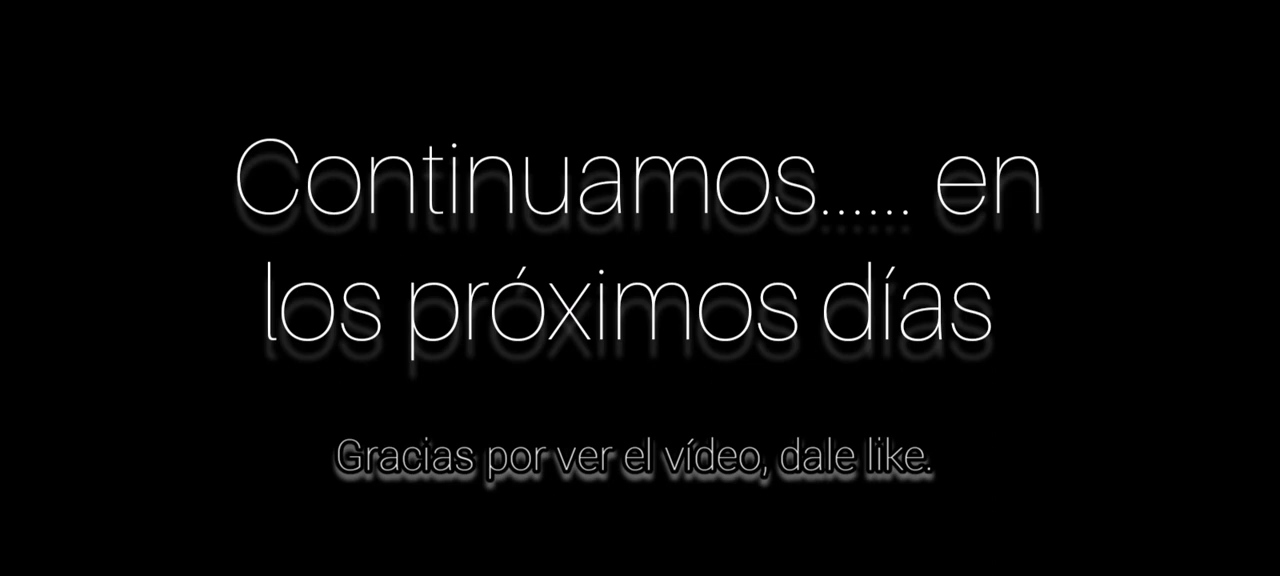 Continuamos...... en
los próximos días
Gracias por ver el vídeo, dale like.